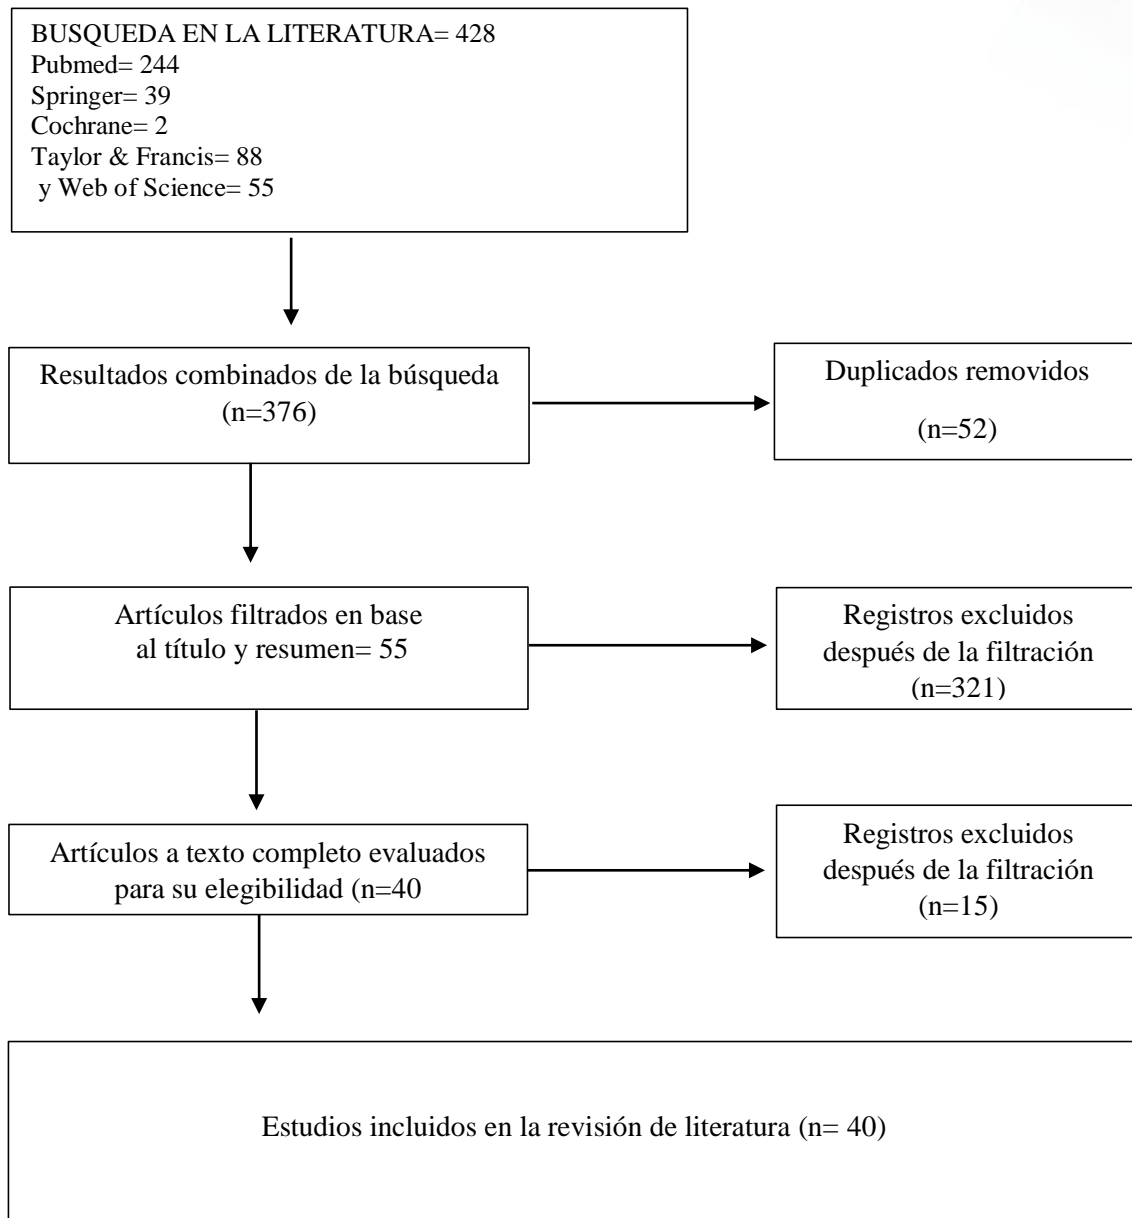 BUSQUEDA EN LA LITERATURA= 428
Pubmed= 244
Springer= 39
Cochrane= 2
Taylor & Francis= 88
y Web of Science= 55
Resultados combinados de la búsqueda
(n=376)
Duplicados removidos
(n=52)
Artículos filtrados en base
al título y resumen= 55
Registros excluidos
después de la filtración
(n=321)
Artículos a texto completo evaluados
para su elegibilidad (n=40
Registros excluidos
después de la filtración
(n=15)
Estudios incluidos en la revisión de literatura (n= 40)